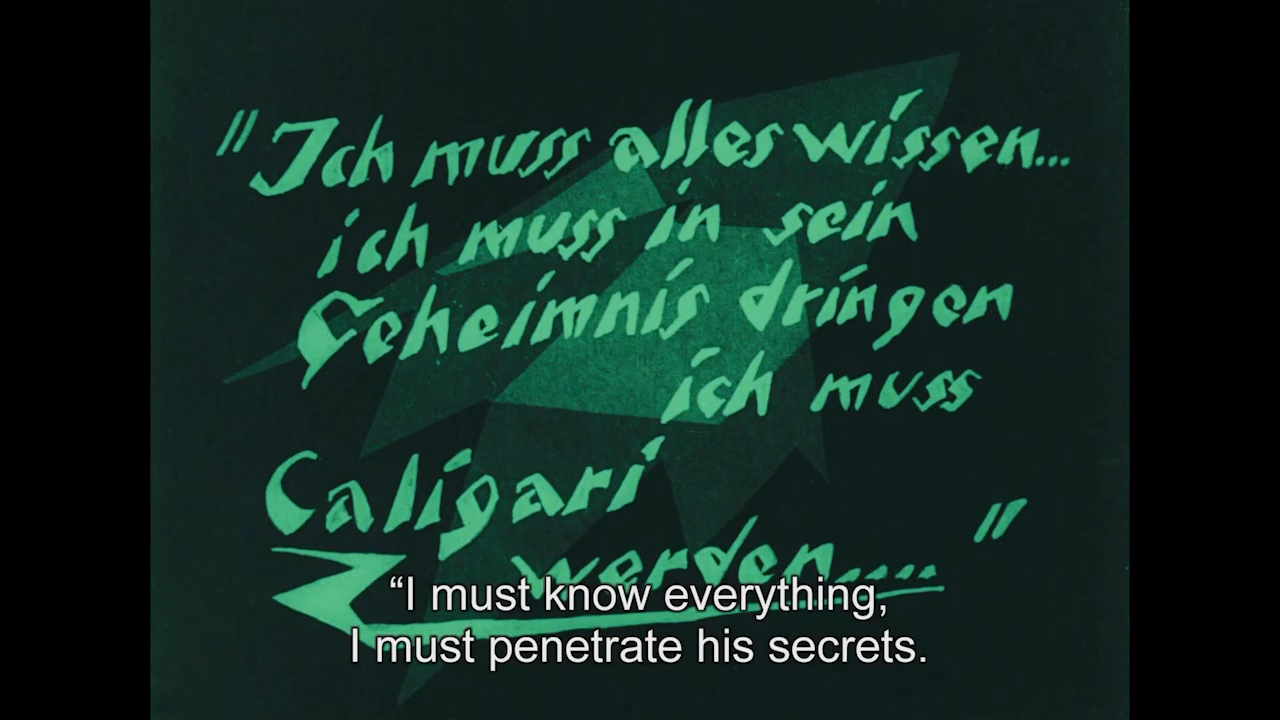 "Ich muss alles wissen...
ich muss in sein
Geheimnis dringen
ich muss
Caligari
werden.... "
“I must know everything,
I must penetrate his secrets.